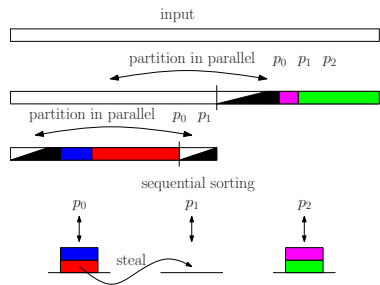 input
partition in parallel p₀ p₁ p₂
partition in parallel p₀ p₁
sequential sorting
p₀ p₁ p₂
steal